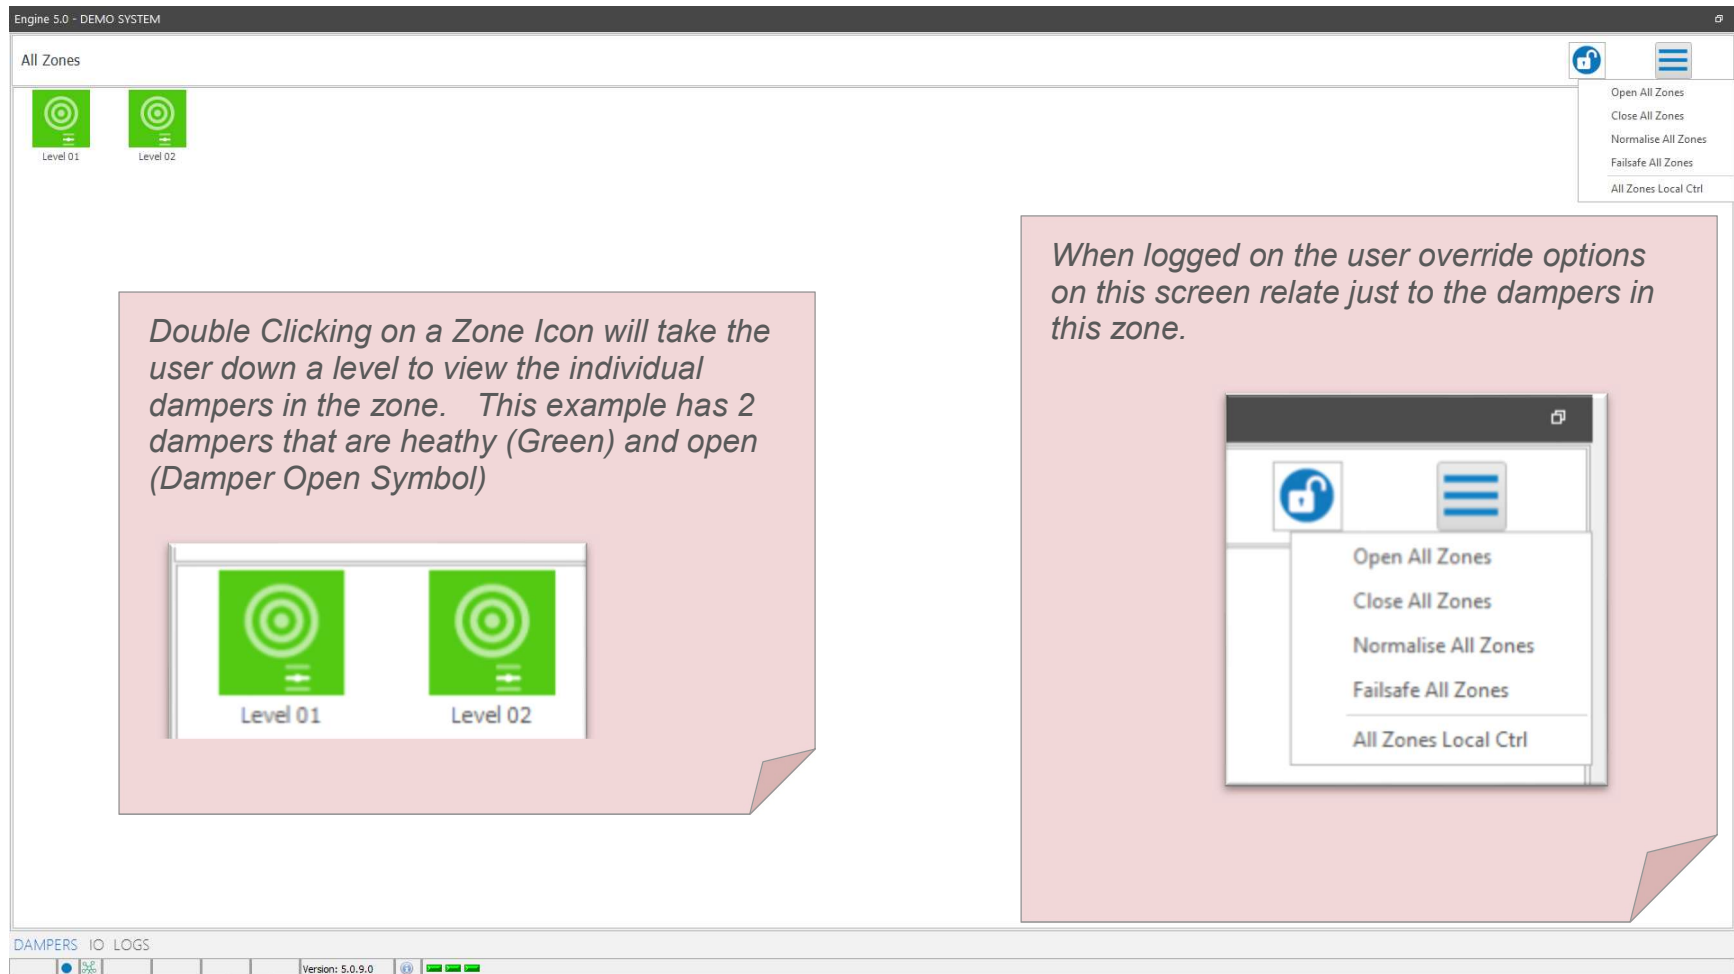 Engine 5.0 - DEMO SYSTEM
All Zones
Open All Zones
Close All Zones
Normalise All Zones
Failsafe All Zones
All Zones Local Ctrl
Level 01
Level 02
Double Clicking on a Zone Icon will take the
user down a level to view the individual
dampers in the zone. This example has 2
dampers that are heathy (Green) and open
(Damper Open Symbol)
Level 01
Level 02
When logged on the user override options
on this screen relate just to the dampers in
this zone.
Open All Zones
Close All Zones
Normalise All Zones
Failsafe All Zones
All Zones Local Ctrl
DAMPERS IO LOGS
Version: 5.0.9.0